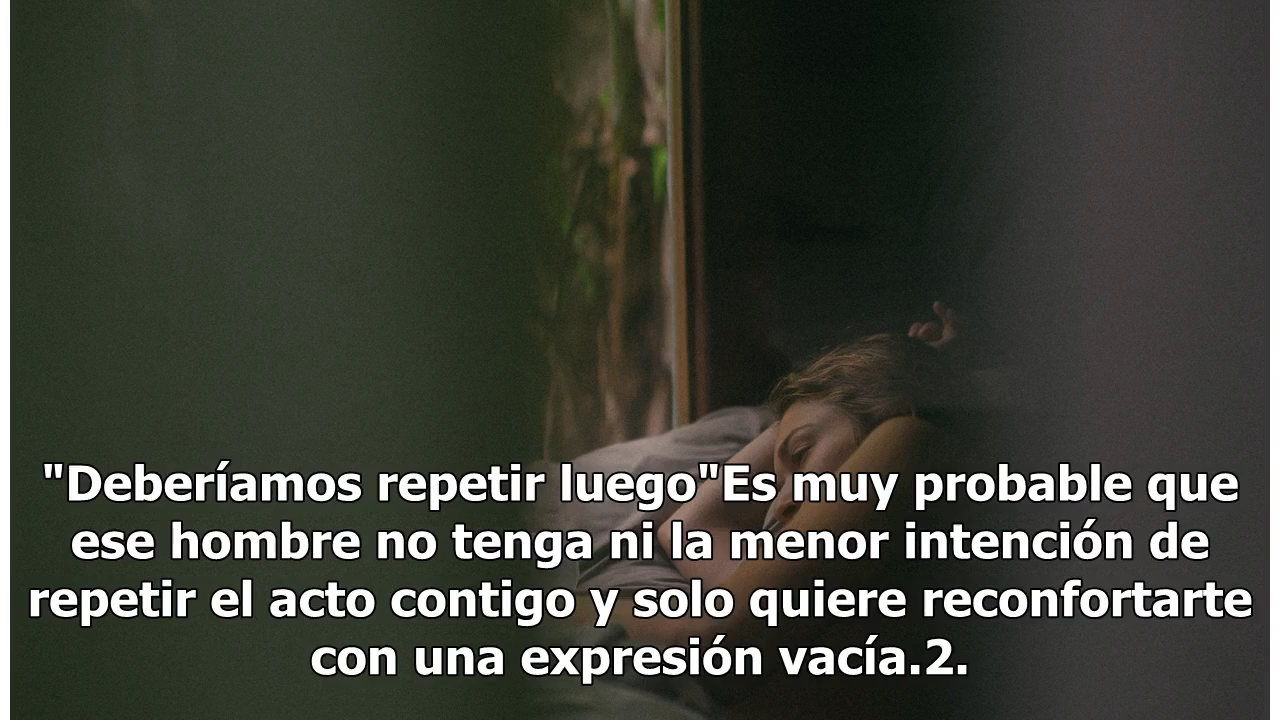 "Deberíamos repetir luego"Es muy probable que
ese hombre no tenga ni la menor intención de
repetir el acto contigo y solo quiere reconfortarte
con una expresión vacía.2.